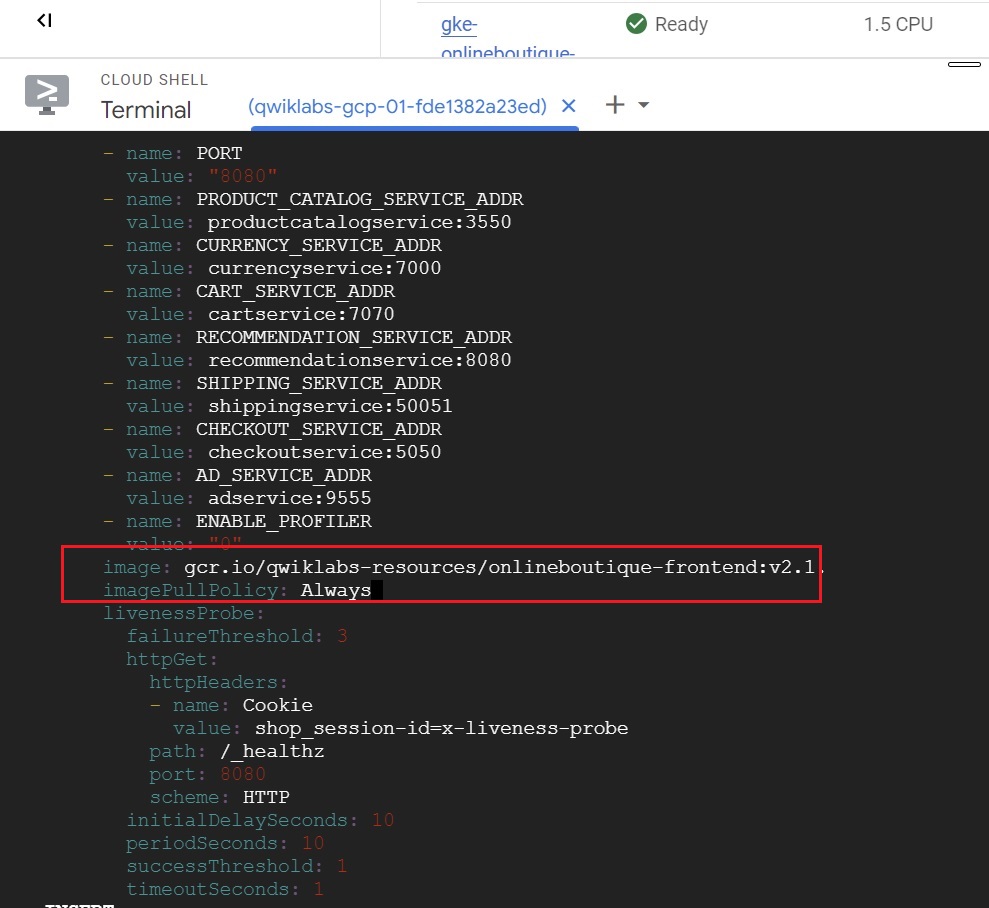 gke-
Ready
1.5 CPU
onlineboutique-
CLOUD SHELL
Terminal
(qwiklabs-gcp-01-fde1382a23ed)
- name: PORT
value: "8080"
- name: PRODUCT_CATALOG_SERVICE_ADDR
value: productcatalogservice:3550
- name: CURRENCY_SERVICE_ADDR
value: currencyservice:7000
- name: CART_SERVICE_ADDR
value: cartservice:7070
- name: RECOMMENDATION_SERVICE_ADDR
value: recommendationservice:8080
- name: SHIPPING_SERVICE_ADDR
value: shippingservice:50051
- name: CHECKOUT_SERVICE_ADDR
value: checkoutservice:5050
- name: AD_SERVICE_ADDR
value: adservice:9555
- name: ENABLE_PROFILER
value: "0"
image: gcr.io/qwiklabs-resources/onlineboutique-frontend:v2.1.
imagePullPolicy: Always
livenessProbe:
failureThreshold: 3
httpGet:
httpHeaders:
- name: Cookie
value: shop_session-id=x-liveness-probe
path: /_healthz
port: 8080
scheme: HTTP
initialDelaySeconds: 10
periodSeconds: 10
successThreshold: 1
timeoutSeconds: 1
INSERT